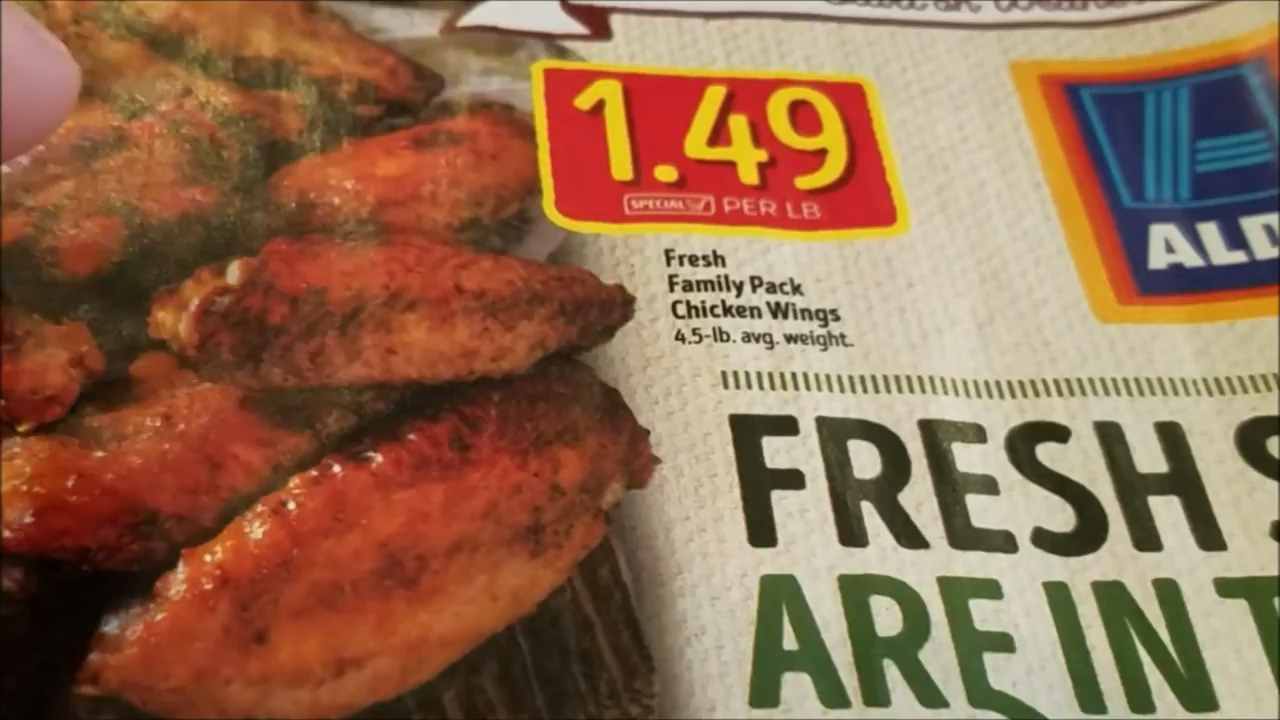 1.49
SPECIAL PER LB.
Fresh
Family Pack
Chicken Wings
4.5-lb. avg. weight.
ALD
FRESH S
ARE IN T